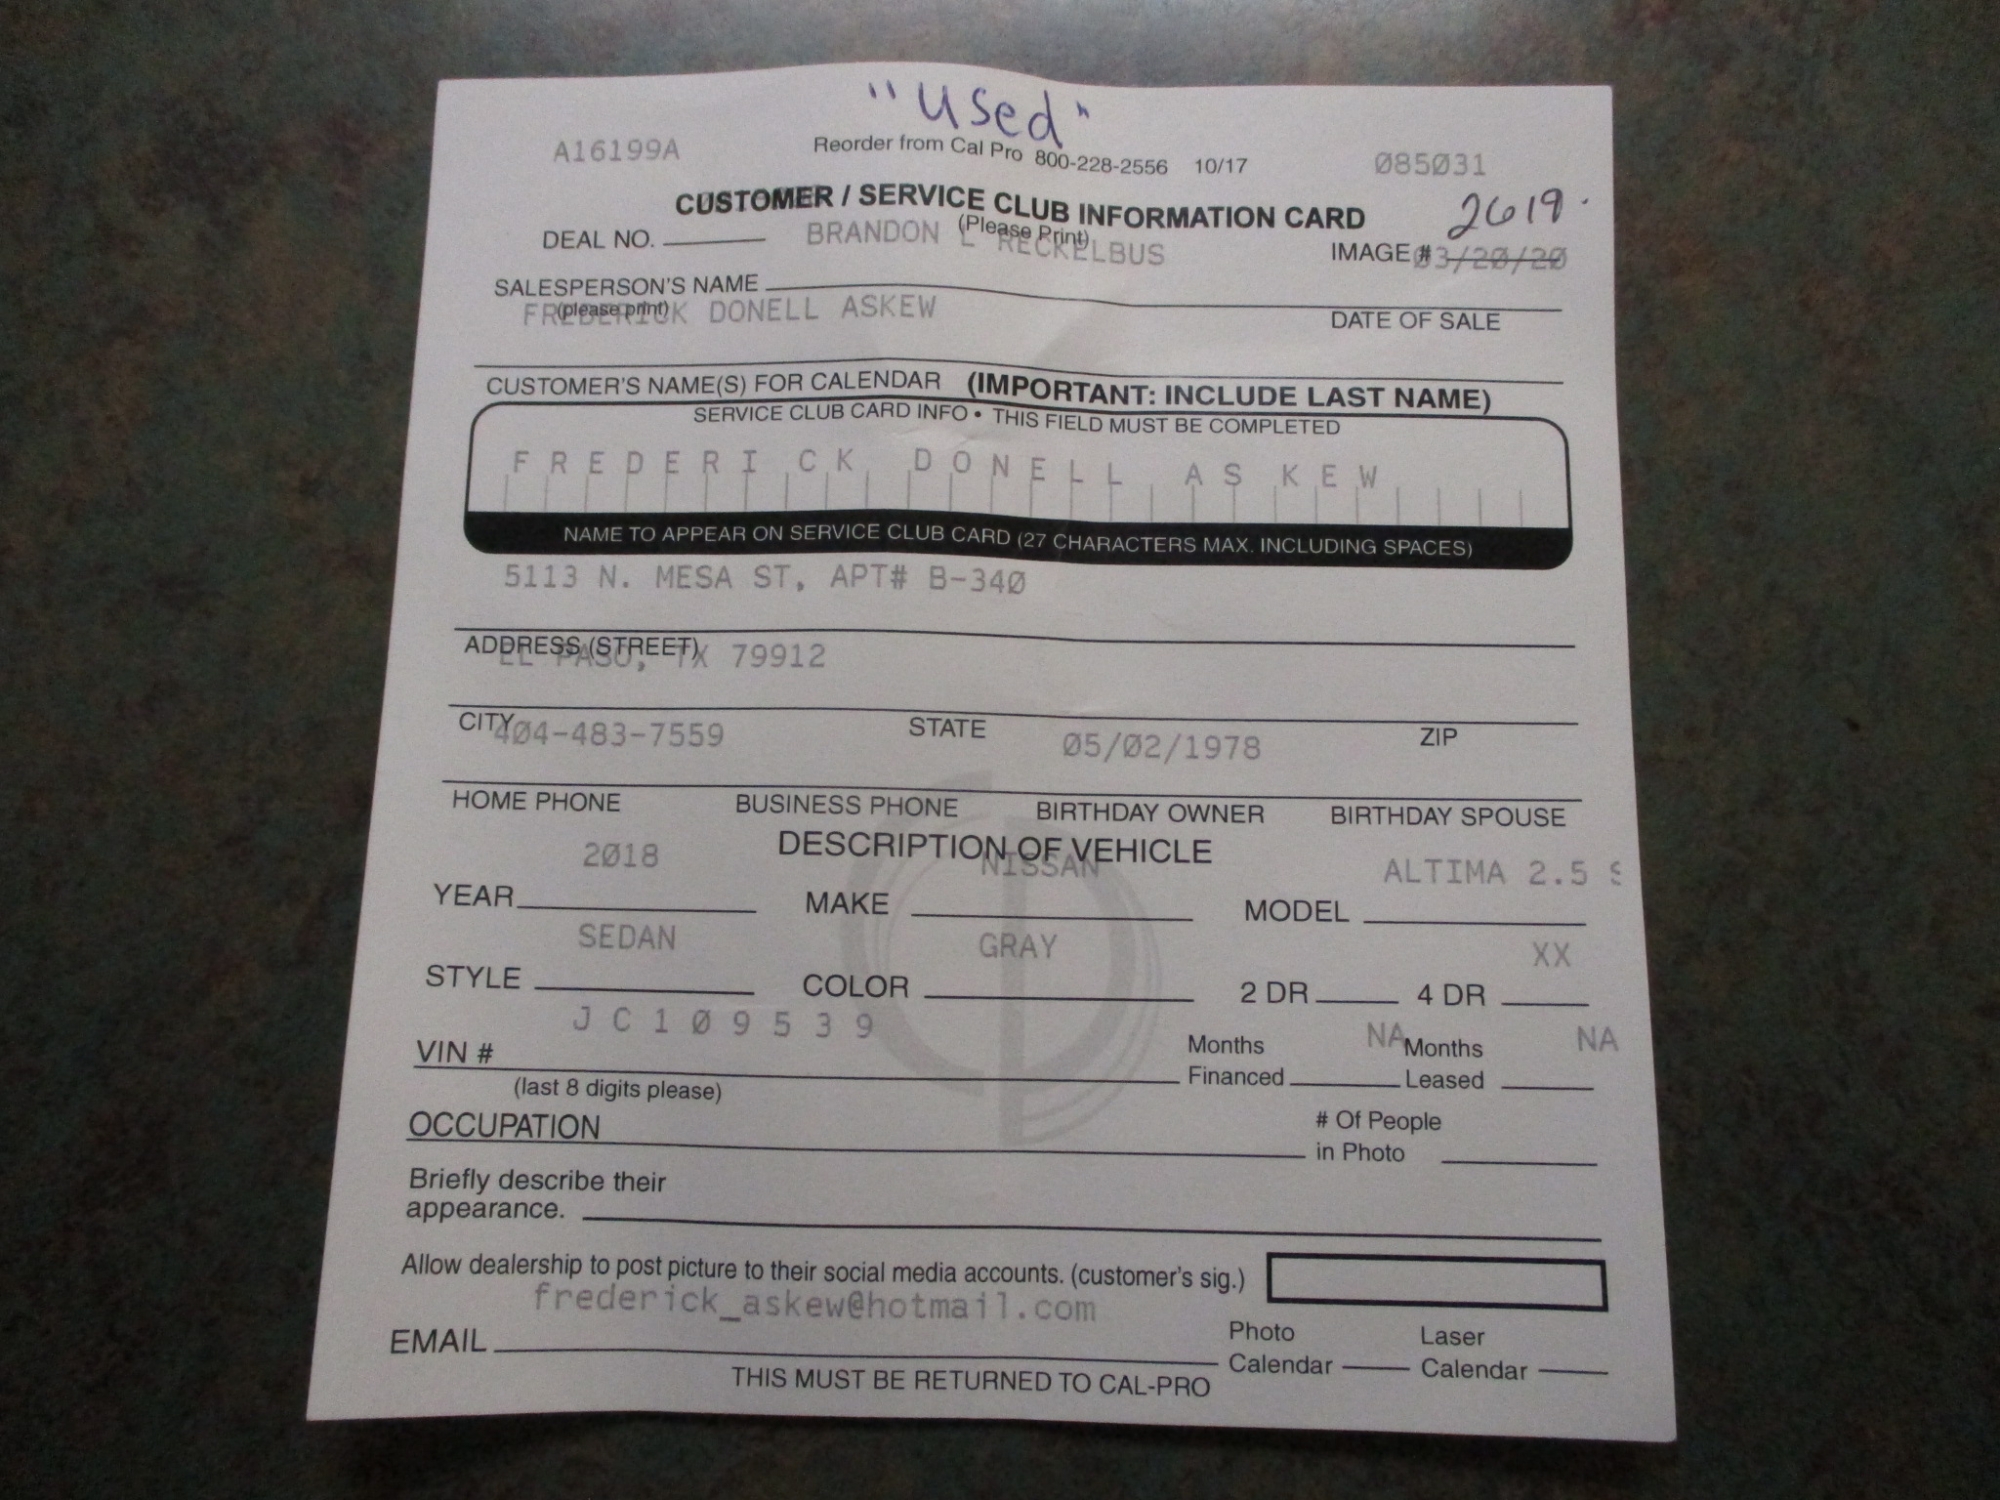 "Used"
A16199A Reorder from Cal Pro 800-228-2556 10/17 085031
CUSTOMER / SERVICE CLUB INFORMATION CARD 2619
(Please Print)
DEAL NO. BRANDON L RECKELBUS IMAGE # 03/20/20
SALESPERSON'S NAME
(please print) FREDERICK DONELL ASKEW DATE OF SALE
CUSTOMER'S NAME(S) FOR CALENDAR (IMPORTANT: INCLUDE LAST NAME)
SERVICE CLUB CARD INFO • THIS FIELD MUST BE COMPLETED
FREDERICK DONELL ASKEW
NAME TO APPEAR ON SERVICE CLUB CARD (27 CHARACTERS MAX. INCLUDING SPACES)
5113 N. MESA ST, APT# B-340
ADDRESS (STREET)
EL PASO, TX 79912
CITY STATE ZIP
404-483-7559 05/02/1978
HOME PHONE BUSINESS PHONE BIRTHDAY OWNER BIRTHDAY SPOUSE
DESCRIPTION OF VEHICLE
2018 NISSAN ALTIMA 2.5 S
YEAR MAKE MODEL
SEDAN GRAY XX
STYLE COLOR 2 DR 4 DR
JC109539 NA NA
VIN # Months Financed Months Leased
(last 8 digits please)
OCCUPATION # Of People in Photo
Briefly describe their
appearance.
Allow dealership to post picture to their social media accounts. (customer's sig.)
frederick_askew@hotmail.com
EMAIL Photo Calendar Laser Calendar
THIS MUST BE RETURNED TO CAL-PRO